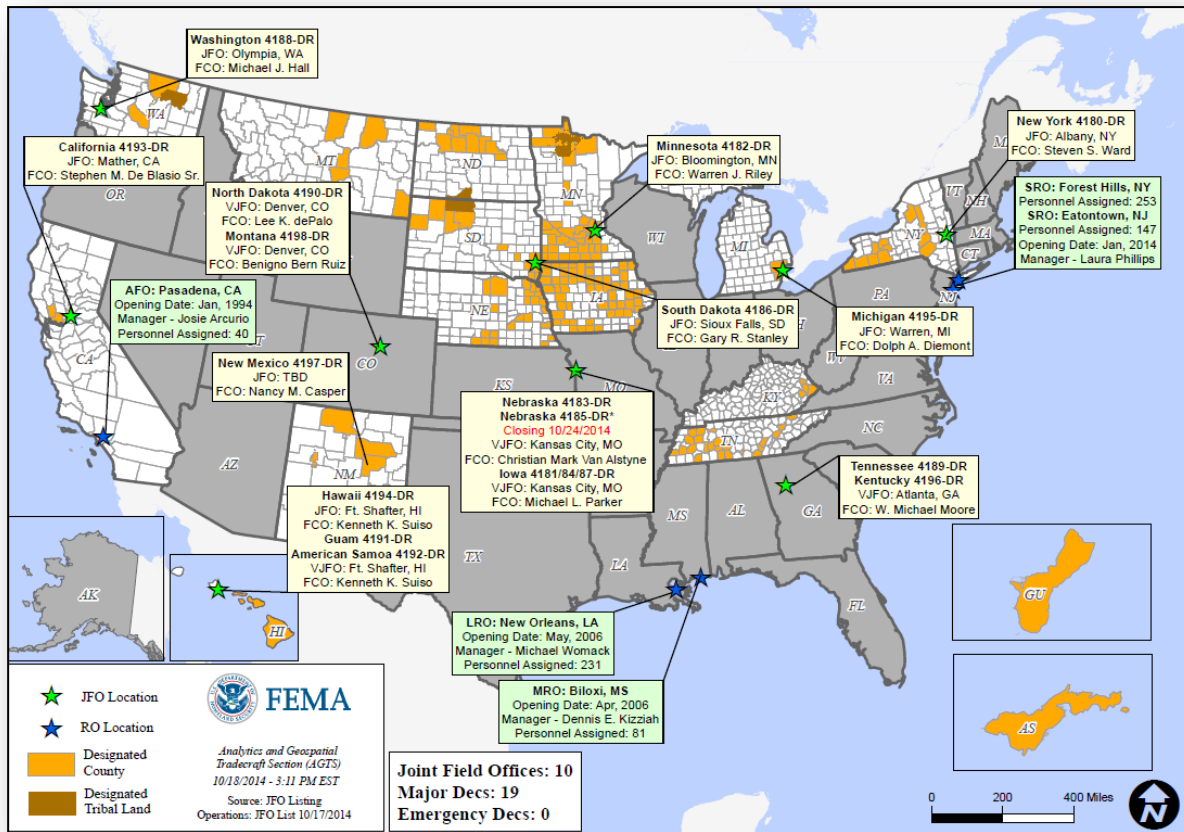 Washington 4188-DR
JFO: Olympia, WA
FCO: Michael J. Hall
WA
California 4193-DR
JFO: Mather, CA
FCO: Stephen M. De Blasio Sr.
OR
MT
ND
MN
North Dakota 4190-DR
VJFO: Denver, CO
FCO: Lee K. dePalo
Montana 4198-DR
VJFO: Denver, CO
FCO: Benigno Bern Ruiz
Minnesota 4182-DR
JFO: Bloomington, MN
FCO: Warren J. Riley
New York 4180-DR
JFO: Albany, NY
FCO: Steven S. Ward
VT
NH
MA
CT
NY
SRO: Forest Hills, NY
Personnel Assigned: 253
SRO: Eatontown, NJ
Personnel Assigned: 147
Opening Date: Jan, 2014
Manager - Laura Phillips
NJ
WI
MI
SD
IA
NE
PA
AFO: Pasadena, CA
Opening Date: Jan, 1994
Manager - Josie Arcurio
Personnel Assigned: 40
CA
South Dakota 4186-DR
JFO: Sioux Falls, SD
FCO: Gary R. Stanley
Michigan 4195-DR
JFO: Warren, MI
FCO: Dolph A. Diemont
CO
KS
MO
KY
VA
New Mexico 4197-DR
JFO: TBD
FCO: Nancy M. Casper
Nebraska 4183-DR
Nebraska 4185-DR*
Closing 10/24/2014
VJFO: Kansas City, MO
FCO: Christian Mark Van Alstyne
Iowa 4181/84/87-DR
VJFO: Kansas City, MO
FCO: Michael L. Parker
TN
NC
AZ
NM
Tennessee 4189-DR
Kentucky 4196-DR
VJFO: Atlanta, GA
FCO: W. Michael Moore
Hawaii 4194-DR
JFO: Ft. Shafter, HI
FCO: Kenneth K. Suiso
Guam 4191-DR
American Samoa 4192-DR
VJFO: Ft. Shafter, HI
FCO: Kenneth K. Suiso
MS
AL
GA
TX
LA
FL
AK
HI
GU
AS
LRO: New Orleans, LA
Opening Date: May, 2006
Manager - Michael Womack
Personnel Assigned: 231
MRO: Biloxi, MS
Opening Date: Apr, 2006
Manager - Dennis E. Kizziah
Personnel Assigned: 81
JFO Location
RO Location
Designated
County
Designated
Tribal Land
U.S. DEPARTMENT OF HOMELAND SECURITY
FEMA
Analytics and Geospatial
Tradecraft Section (AGTS)
10/18/2014 - 3:11 PM EST
Source: JFO Listing
Operations: JFO List 10/17/2014
Joint Field Offices: 10
Major Decs: 19
Emergency Decs: 0
0 200 400 Miles
N